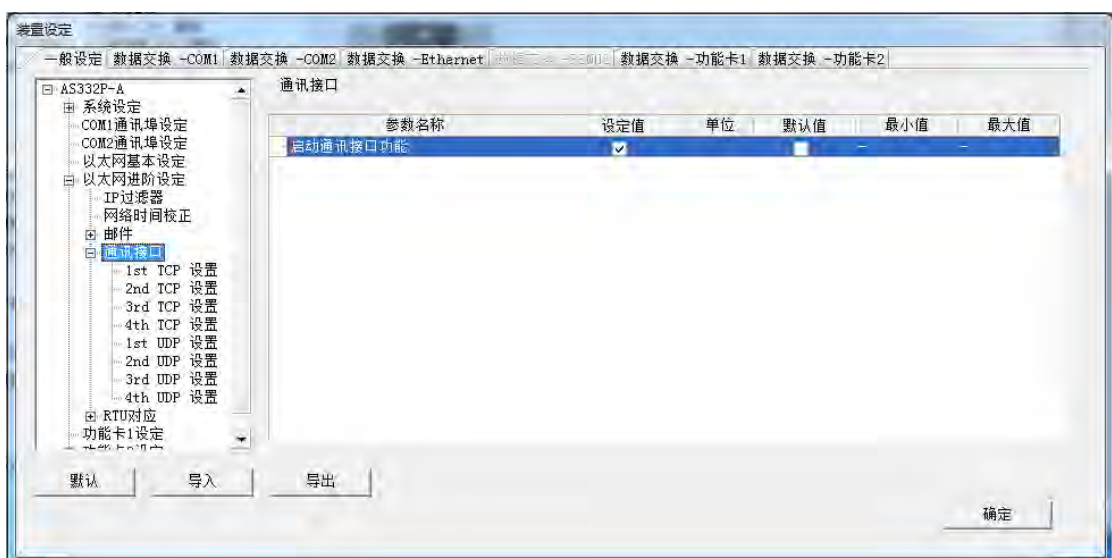 装置设定
一般设定 数据交换 -COM1 数据交换 -COM2 数据交换 -Ethernet 数据交换 -功能卡1 数据交换 -功能卡2
通讯接口
AS332P-A
系统设定
COM1通讯埠设定
COM2通讯埠设定
以太网基本设定
以太网进阶设定
IP过滤器
网络时间校正
邮件
通讯接口
1st TCP 设置
2nd TCP 设置
3rd TCP 设置
4th TCP 设置
1st UDP 设置
2nd UDP 设置
3rd UDP 设置
4th UDP 设置
RTU对应
功能卡1设定
参数名称 设定值 单位 默认值 最小值 最大值
启动通讯接口功能 - -
默认 导入 导出
确定